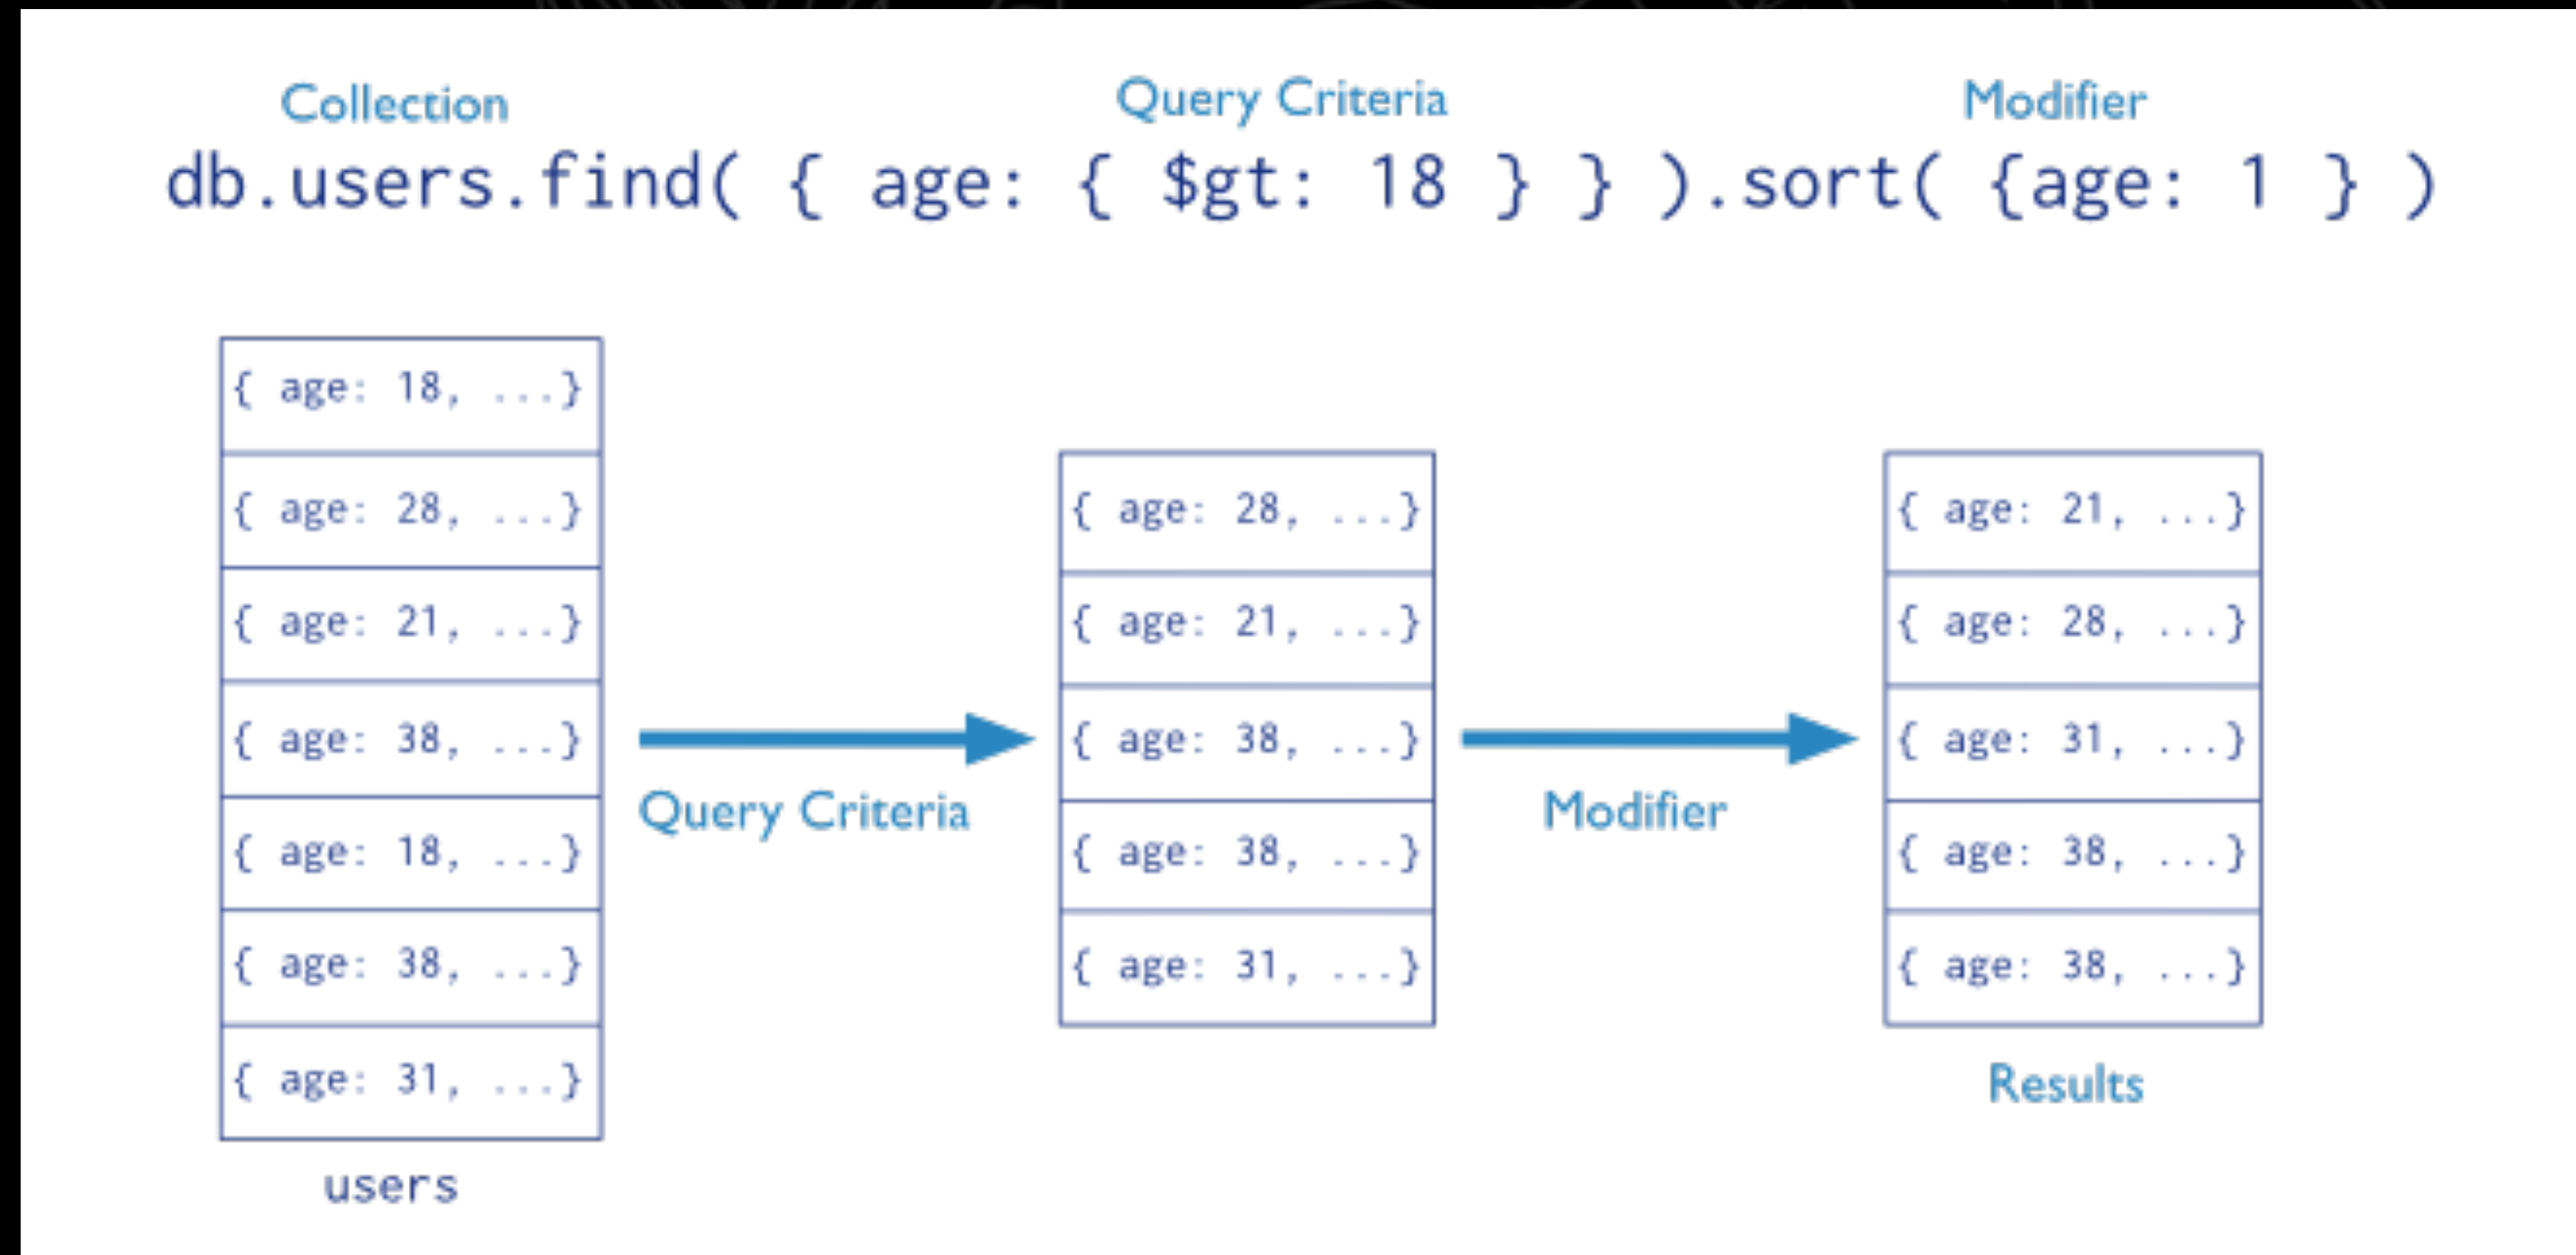 Collection
Query Criteria
Modifier
db.users.find( { age: { $gt: 18 } } ).sort( {age: 1 } )
{ age: 18, ...}
{ age: 28, ...}
{ age: 21, ...}
{ age: 38, ...}
{ age: 18, ...}
{ age: 38, ...}
{ age: 31, ...}
users
Query Criteria
{ age: 28, ...}
{ age: 21, ...}
{ age: 38, ...}
{ age: 38, ...}
{ age: 31, ...}
Modifier
{ age: 21, ...}
{ age: 28, ...}
{ age: 31, ...}
{ age: 38, ...}
{ age: 38, ...}
Results